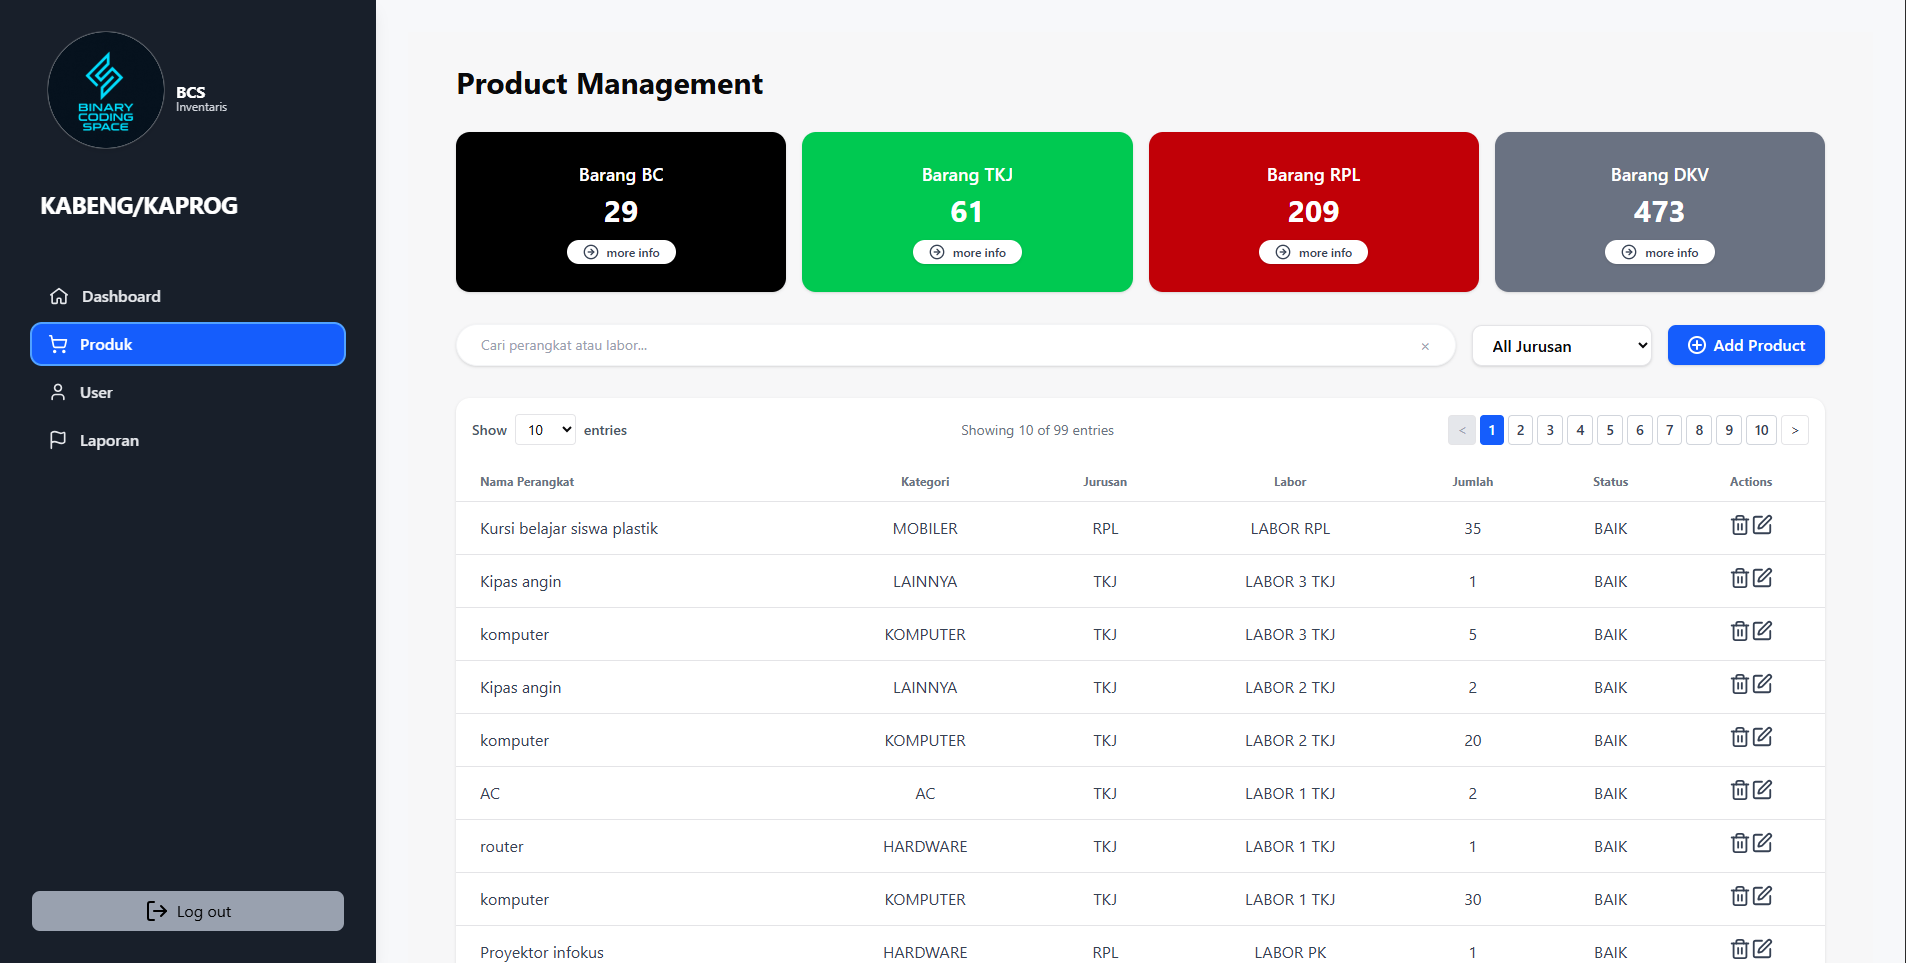 BINARY
CODING
SPACE
BCS
Inventaris
KABENG/KAPROG
Dashboard
Produk
User
Laporan
Log out
Product Management
Barang BC
29
more info
Barang TKJ
61
more info
Barang RPL
209
more info
Barang DKV
473
more info
Cari perangkat atau labor... ×
All Jurusan
Add Product
Show 10 entries
Showing 10 of 99 entries
< 1 2 3 4 5 6 7 8 9 10 >
Nama Perangkat Kategori Jurusan Labor Jumlah Status Actions
Kursi belajar siswa plastik MOBILER RPL LABOR RPL 35 BAIK
Kipas angin LAINNYA TKJ LABOR 3 TKJ 1 BAIK
komputer KOMPUTER TKJ LABOR 3 TKJ 5 BAIK
Kipas angin LAINNYA TKJ LABOR 2 TKJ 2 BAIK
komputer KOMPUTER TKJ LABOR 2 TKJ 20 BAIK
AC AC TKJ LABOR 1 TKJ 2 BAIK
router HARDWARE TKJ LABOR 1 TKJ 1 BAIK
komputer KOMPUTER TKJ LABOR 1 TKJ 30 BAIK
Proyektor infokus HARDWARE RPL LABOR PK 1 BAIK